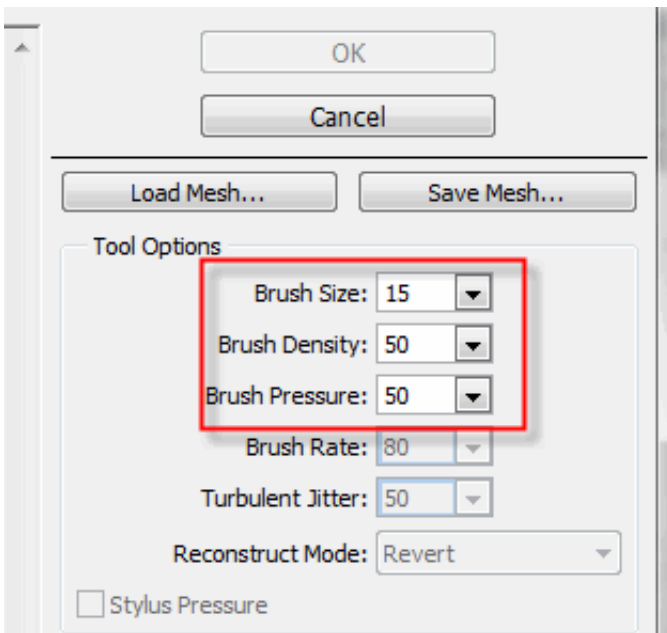 OK
Cancel
Load Mesh... Save Mesh...
Tool Options
Brush Size: 15
Brush Density: 50
Brush Pressure: 50
Brush Rate: 80
Turbulent Jitter: 50
Reconstruct Mode: Revert
Stylus Pressure